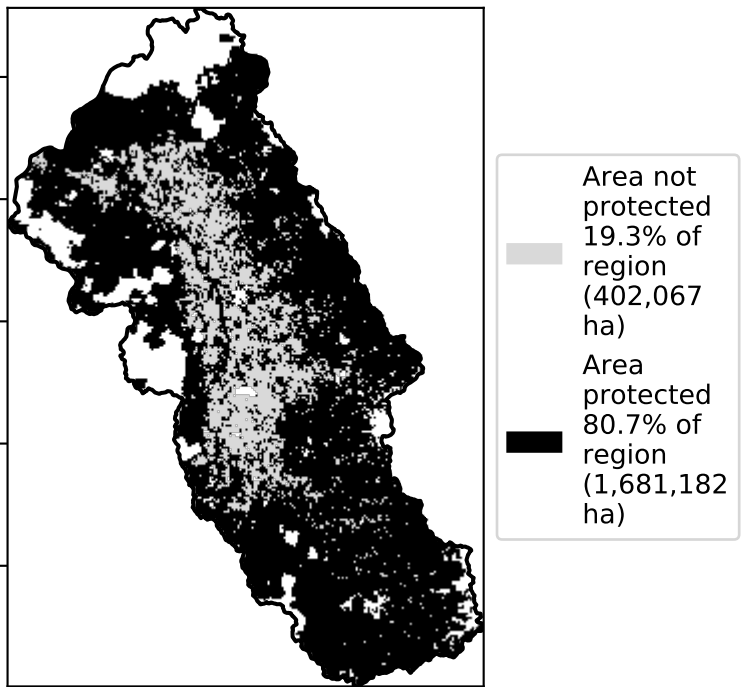 Area not
protected
19.3% of
region
(402,067
ha)
Area
protected
80.7% of
region
(1,681,182
ha)